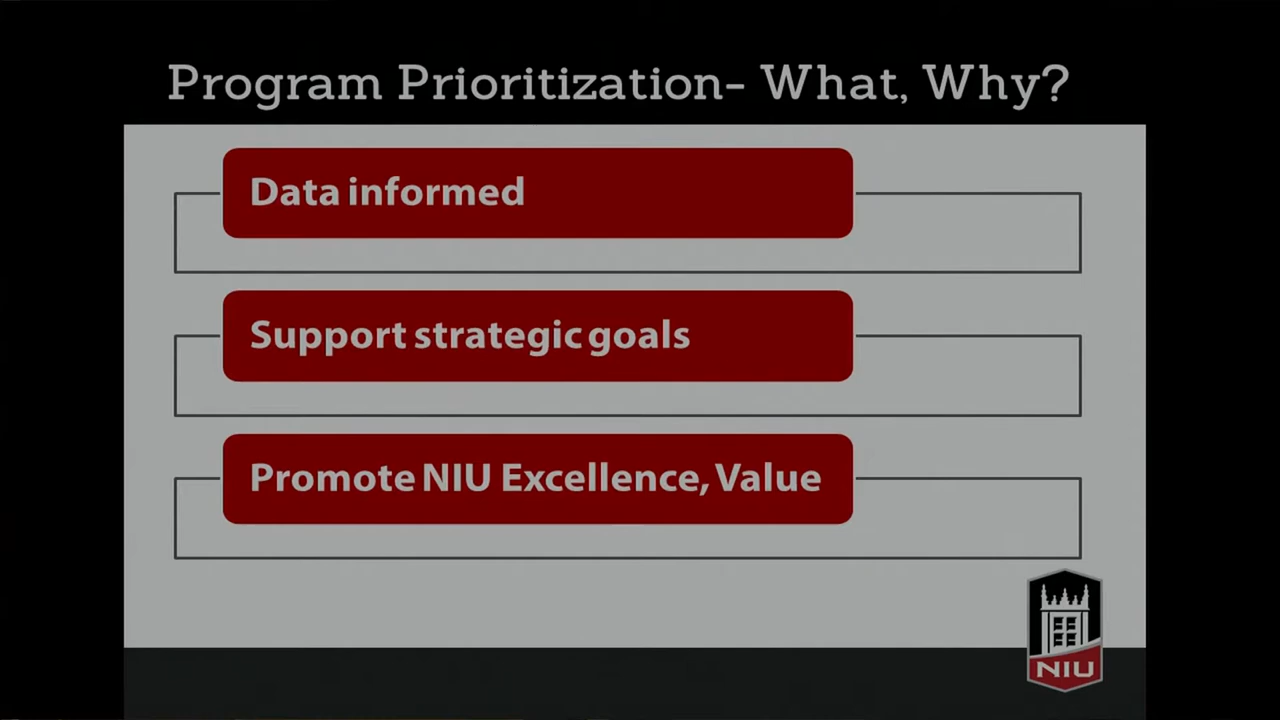 Program Prioritization- What, Why?
Data informed
Support strategic goals
Promote NIU Excellence, Value
NIU